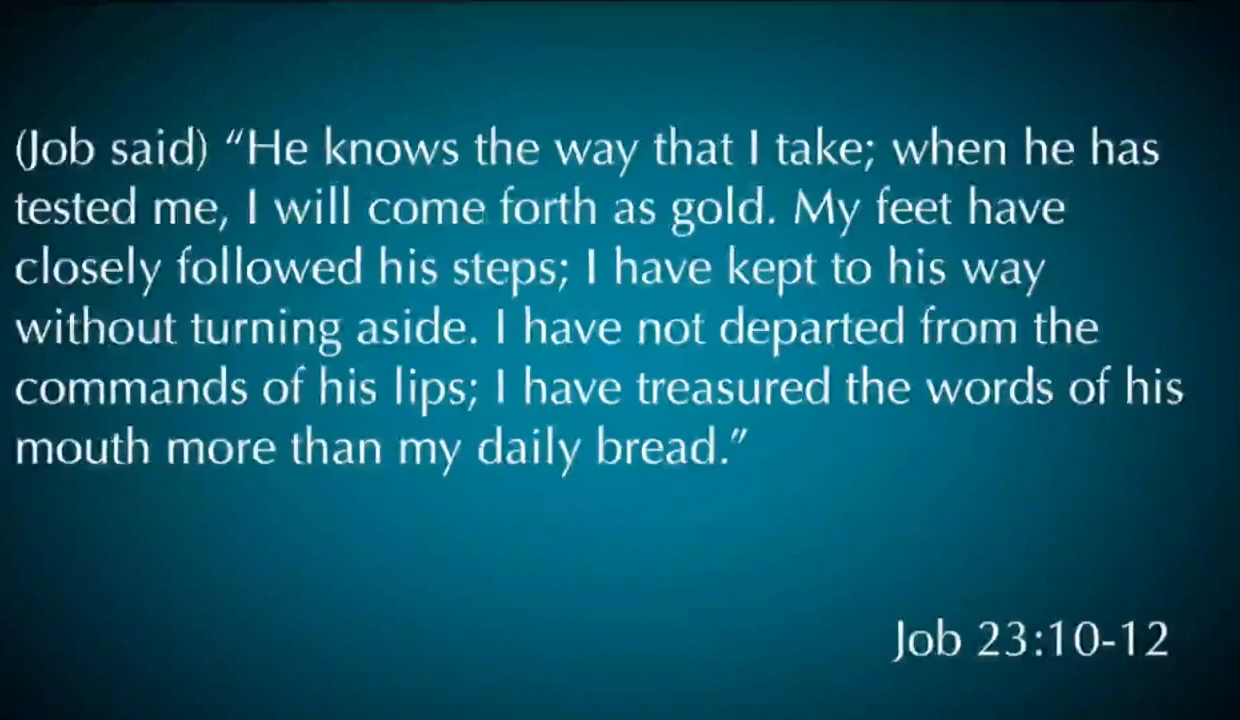 (Job said) “He knows the way that I take; when he has
tested me, I will come forth as gold. My feet have
closely followed his steps; I have kept to his way
without turning aside. I have not departed from the
commands of his lips; I have treasured the words of his
mouth more than my daily bread.”
Job 23:10-12